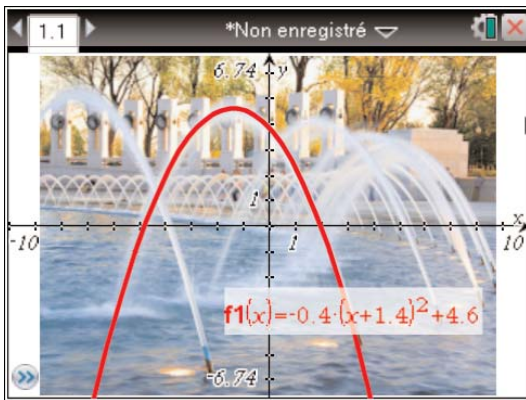 1.1 *Non enregistré
6.74 y
1
x
-10 1 10
f1(x)=-0.4·(x+1.4)²+4.6
-6.74